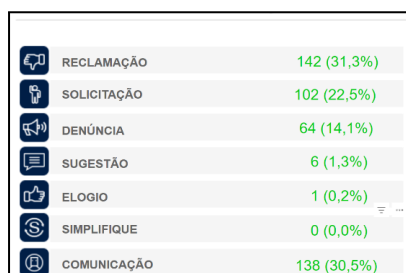 RECLAMAÇÃO 142 (31,3%)
SOLICITAÇÃO 102 (22,5%)
DENÚNCIA 64 (14,1%)
SUGESTÃO 6 (1,3%)
ELOGIO 1 (0,2%)
SIMPLIFIQUE 0 (0,0%)
COMUNICAÇÃO 138 (30,5%)